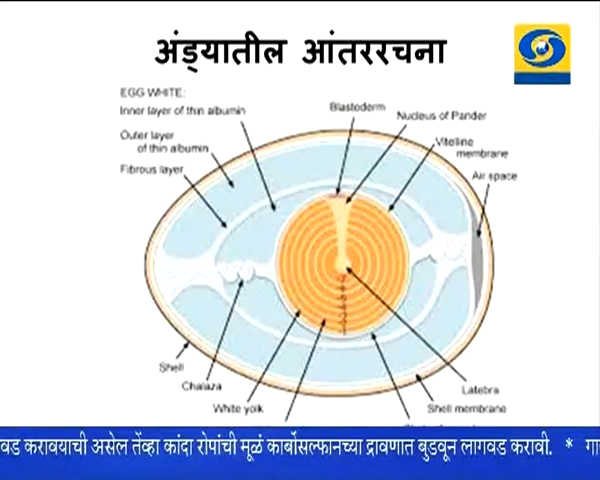 अंड्यातील आंतररचना
EGG WHITE:
Inner layer of thin albumin
Blastoderm
Nucleus of Pander
Outer layer
of thin albumin
Vitelline
membrane
Fibrous layer
Air space
Shell
Chalaza
Latebra
White yolk
Shell membrane
वड करावयाची असेल तेंव्हा कांदा रोपांची मूळं कार्बोसल्फानच्या द्रावणात बुडवून लागवड करावी. * गा